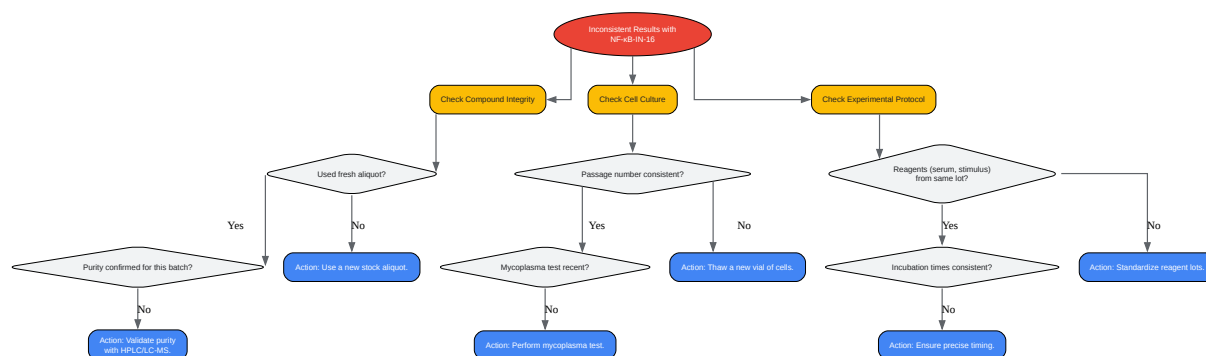 Inconsistent Results with
NF-κB-IN-16
Check Compound Integrity
Check Cell Culture
Check Experimental Protocol
Used fresh aliquot?
Passage number consistent?
Reagents (serum, stimulus)
from same lot?
Yes
No
Yes
No
Yes
No
Purity confirmed for this batch?
Action: Use a new stock aliquot.
Mycoplasma test recent?
Action: Thaw a new vial of cells.
Incubation times consistent?
Action: Standardize reagent lots.
No
No
No
Action: Validate purity
with HPLC/LC-MS.
Action: Perform mycoplasma test.
Action: Ensure precise timing.